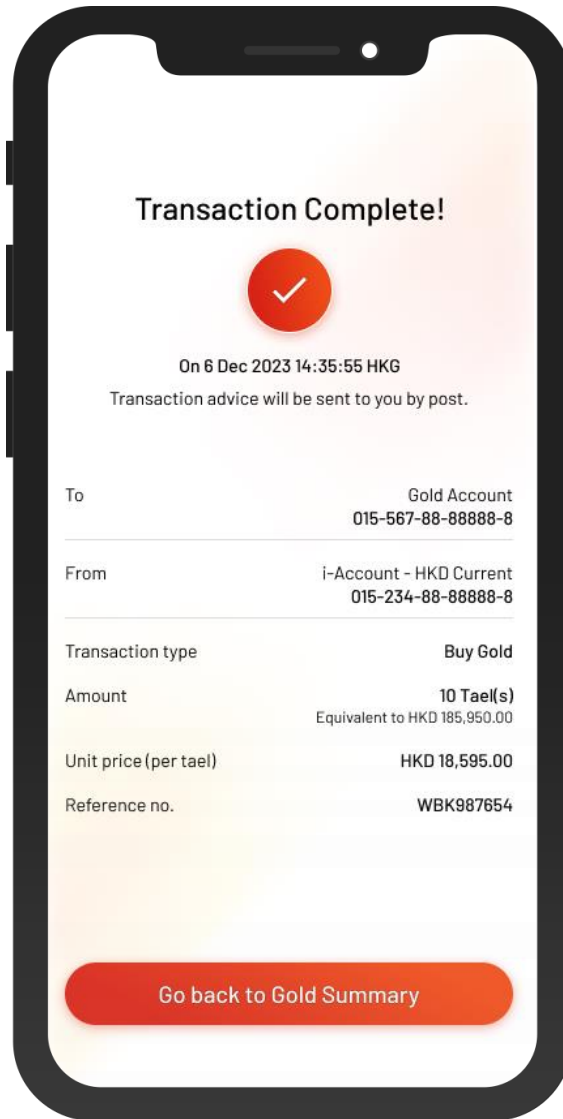 Transaction Complete!
On 6 Dec 2023 14:35:55 HKG
Transaction advice will be sent to you by post.
To
Gold Account
015-567-88-88888-8
From
i-Account - HKD Current
015-234-88-88888-8
Transaction type
Buy Gold
Amount
10 Tael(s)
Equivalent to HKD 185,950.00
Unit price (per tael)
HKD 18,595.00
Reference no.
WBK987654
Go back to Gold Summary